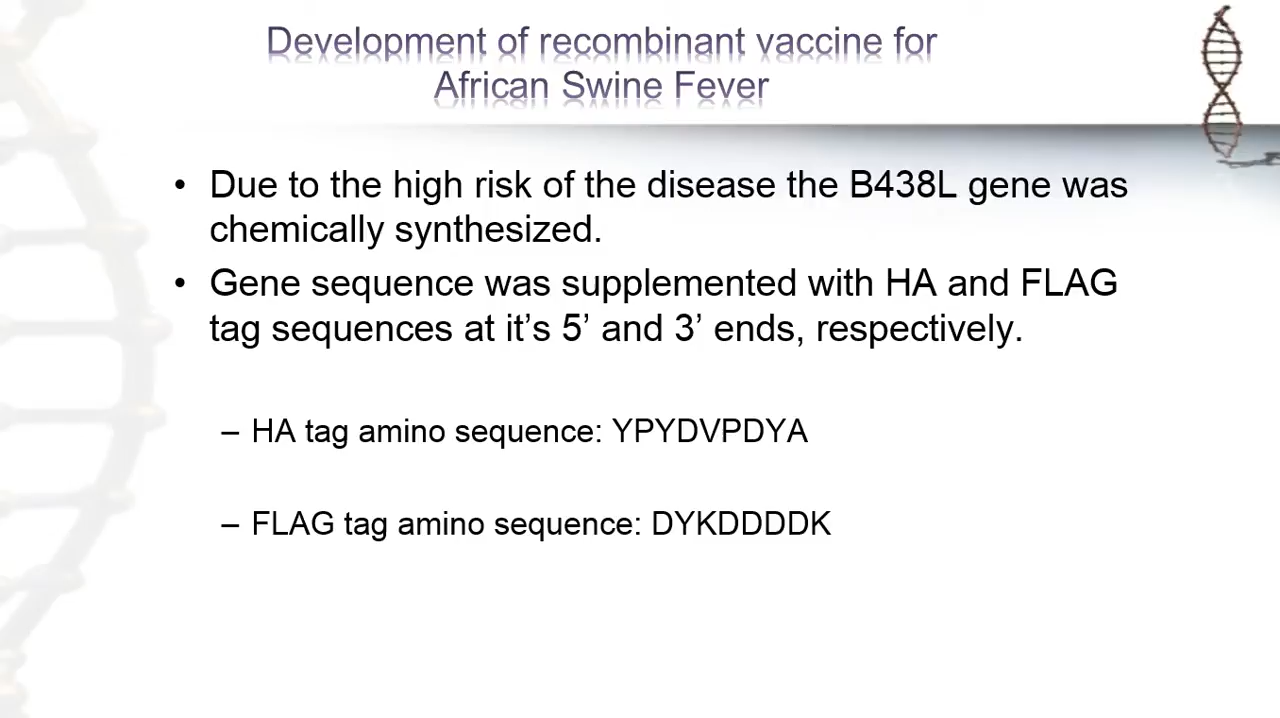 Development of recombinant vaccine for
African Swine Fever
• Due to the high risk of the disease the B438L gene was
chemically synthesized.
• Gene sequence was supplemented with HA and FLAG
tag sequences at it’s 5’ and 3’ ends, respectively.
– HA tag amino sequence: YPYDVPDYA
– FLAG tag amino sequence: DYKDDDDK